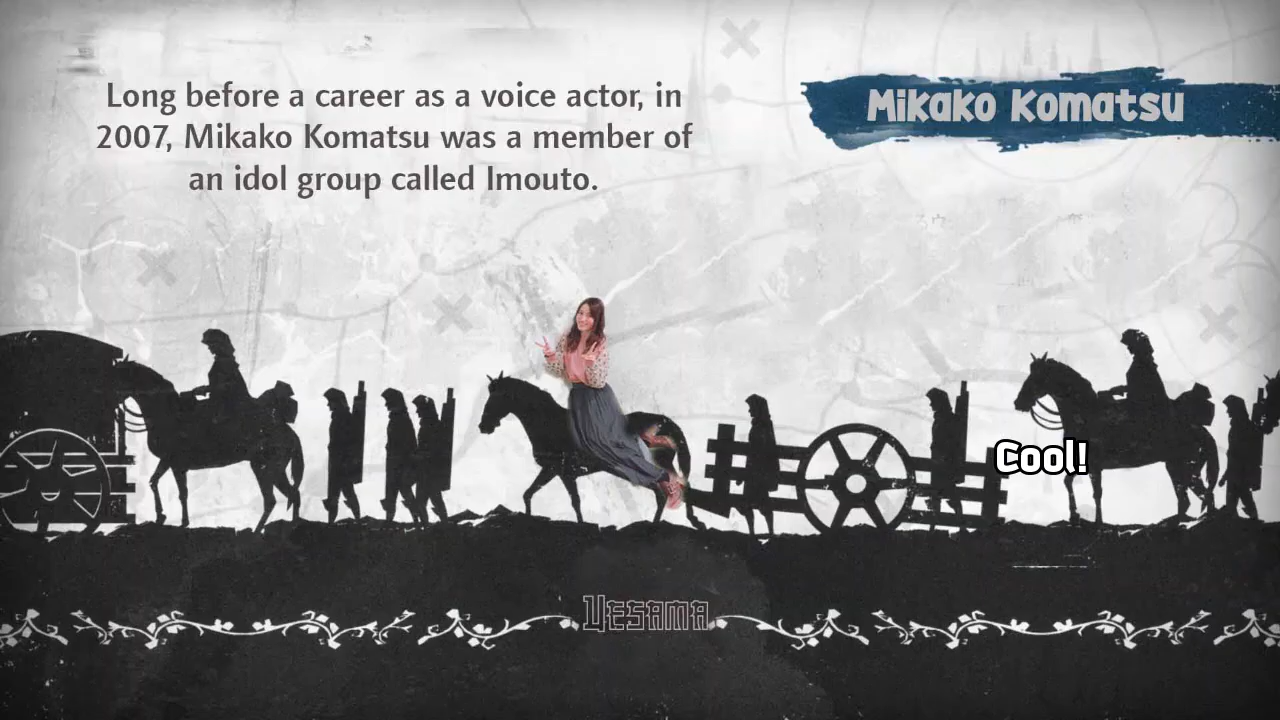 Long before a career as a voice actor, in
2007, Mikako Komatsu was a member of
an idol group called Imouto.
Mikako Komatsu
Cool!
Yesama